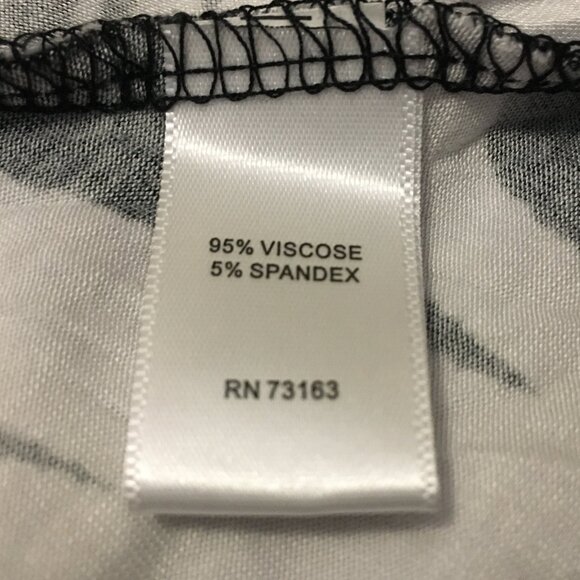 95% VISCOSE
5% SPANDEX
RN 73163